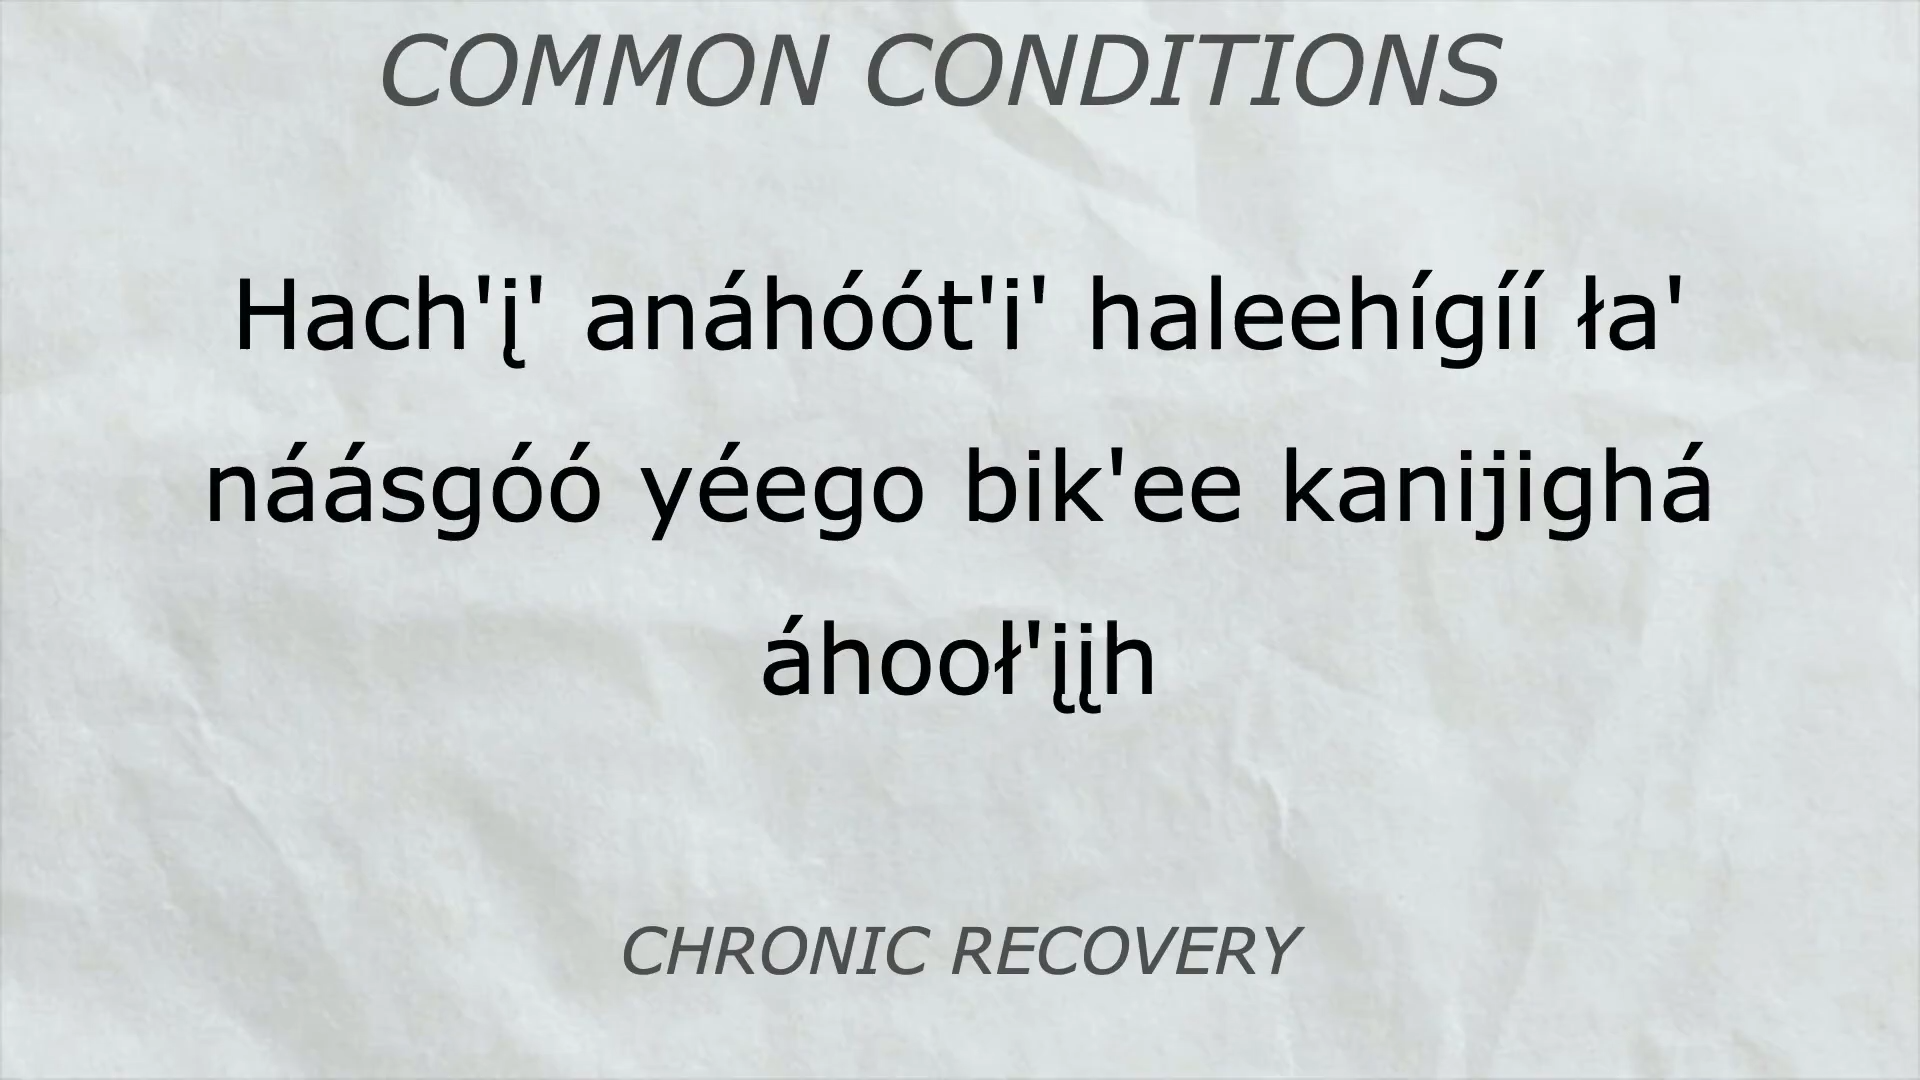 COMMON CONDITIONS
Hach'į' anáhóót'i' haleehígíí ła'
náásgóó yéego bik'ee kanijighá
áhooł'įįh
CHRONIC RECOVERY